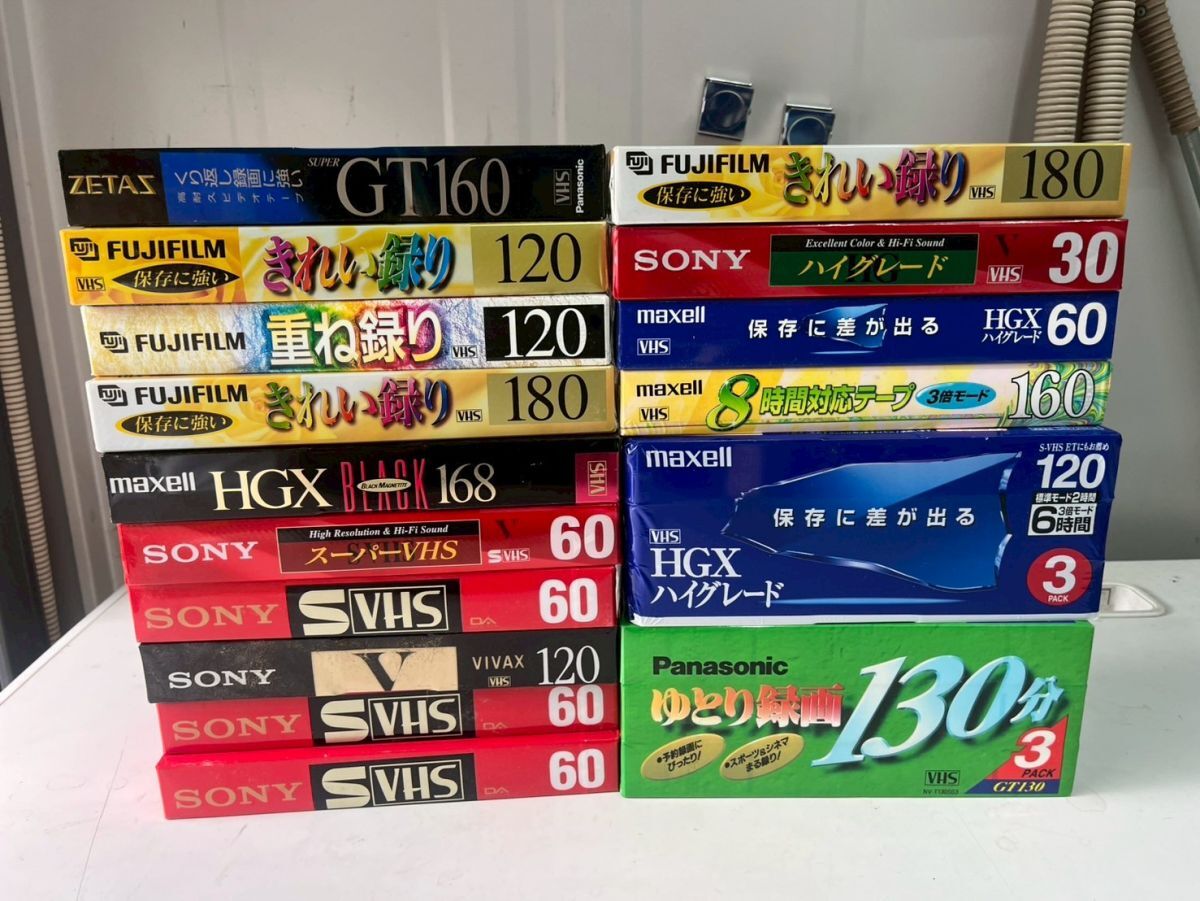 ZETAS
くり返し録画に強い
高耐久ビデオテープ
SUPER
GT160
VHS
Panasonic
FUJI FUJIFILM
VHS
保存に強い
きれい録り
120
FUJI FUJIFILM
重ね録り
VHS
120
FUJI FUJIFILM
保存に強い
きれい録り
VHS
180
maxell
HGX
BLACK
BLACK MAGNETITE
168
VHS
SONY
High Resolution & Hi-Fi Sound
スーパーVHS
V
SVHS
60
SONY
SVHS
DA
60
SONY
V
VIVAX
VHS
120
SONY
SVHS
DA
60
SONY
SVHS
DA
60
FUJI FUJIFILM
保存に強い
きれい録り
VHS
180
SONY
Excellent Color & Hi-Fi Sound
ハイグレード
V
VHS
30
maxell
VHS
保存に差が出る
HGX
ハイグレード
60
maxell
VHS
8時間対応テープ
3倍モード
160
maxell
S-VHS ETにもお薦め
120
標準モード2時間
3倍モード
6時間
保存に差が出る
VHS
HGX
ハイグレード
3
PACK
Panasonic
ゆとり録画
130分
●予約録画に
ぴったり!
●スポーツ&シネマ
まる録り!
3
PACK
VHS
GT130